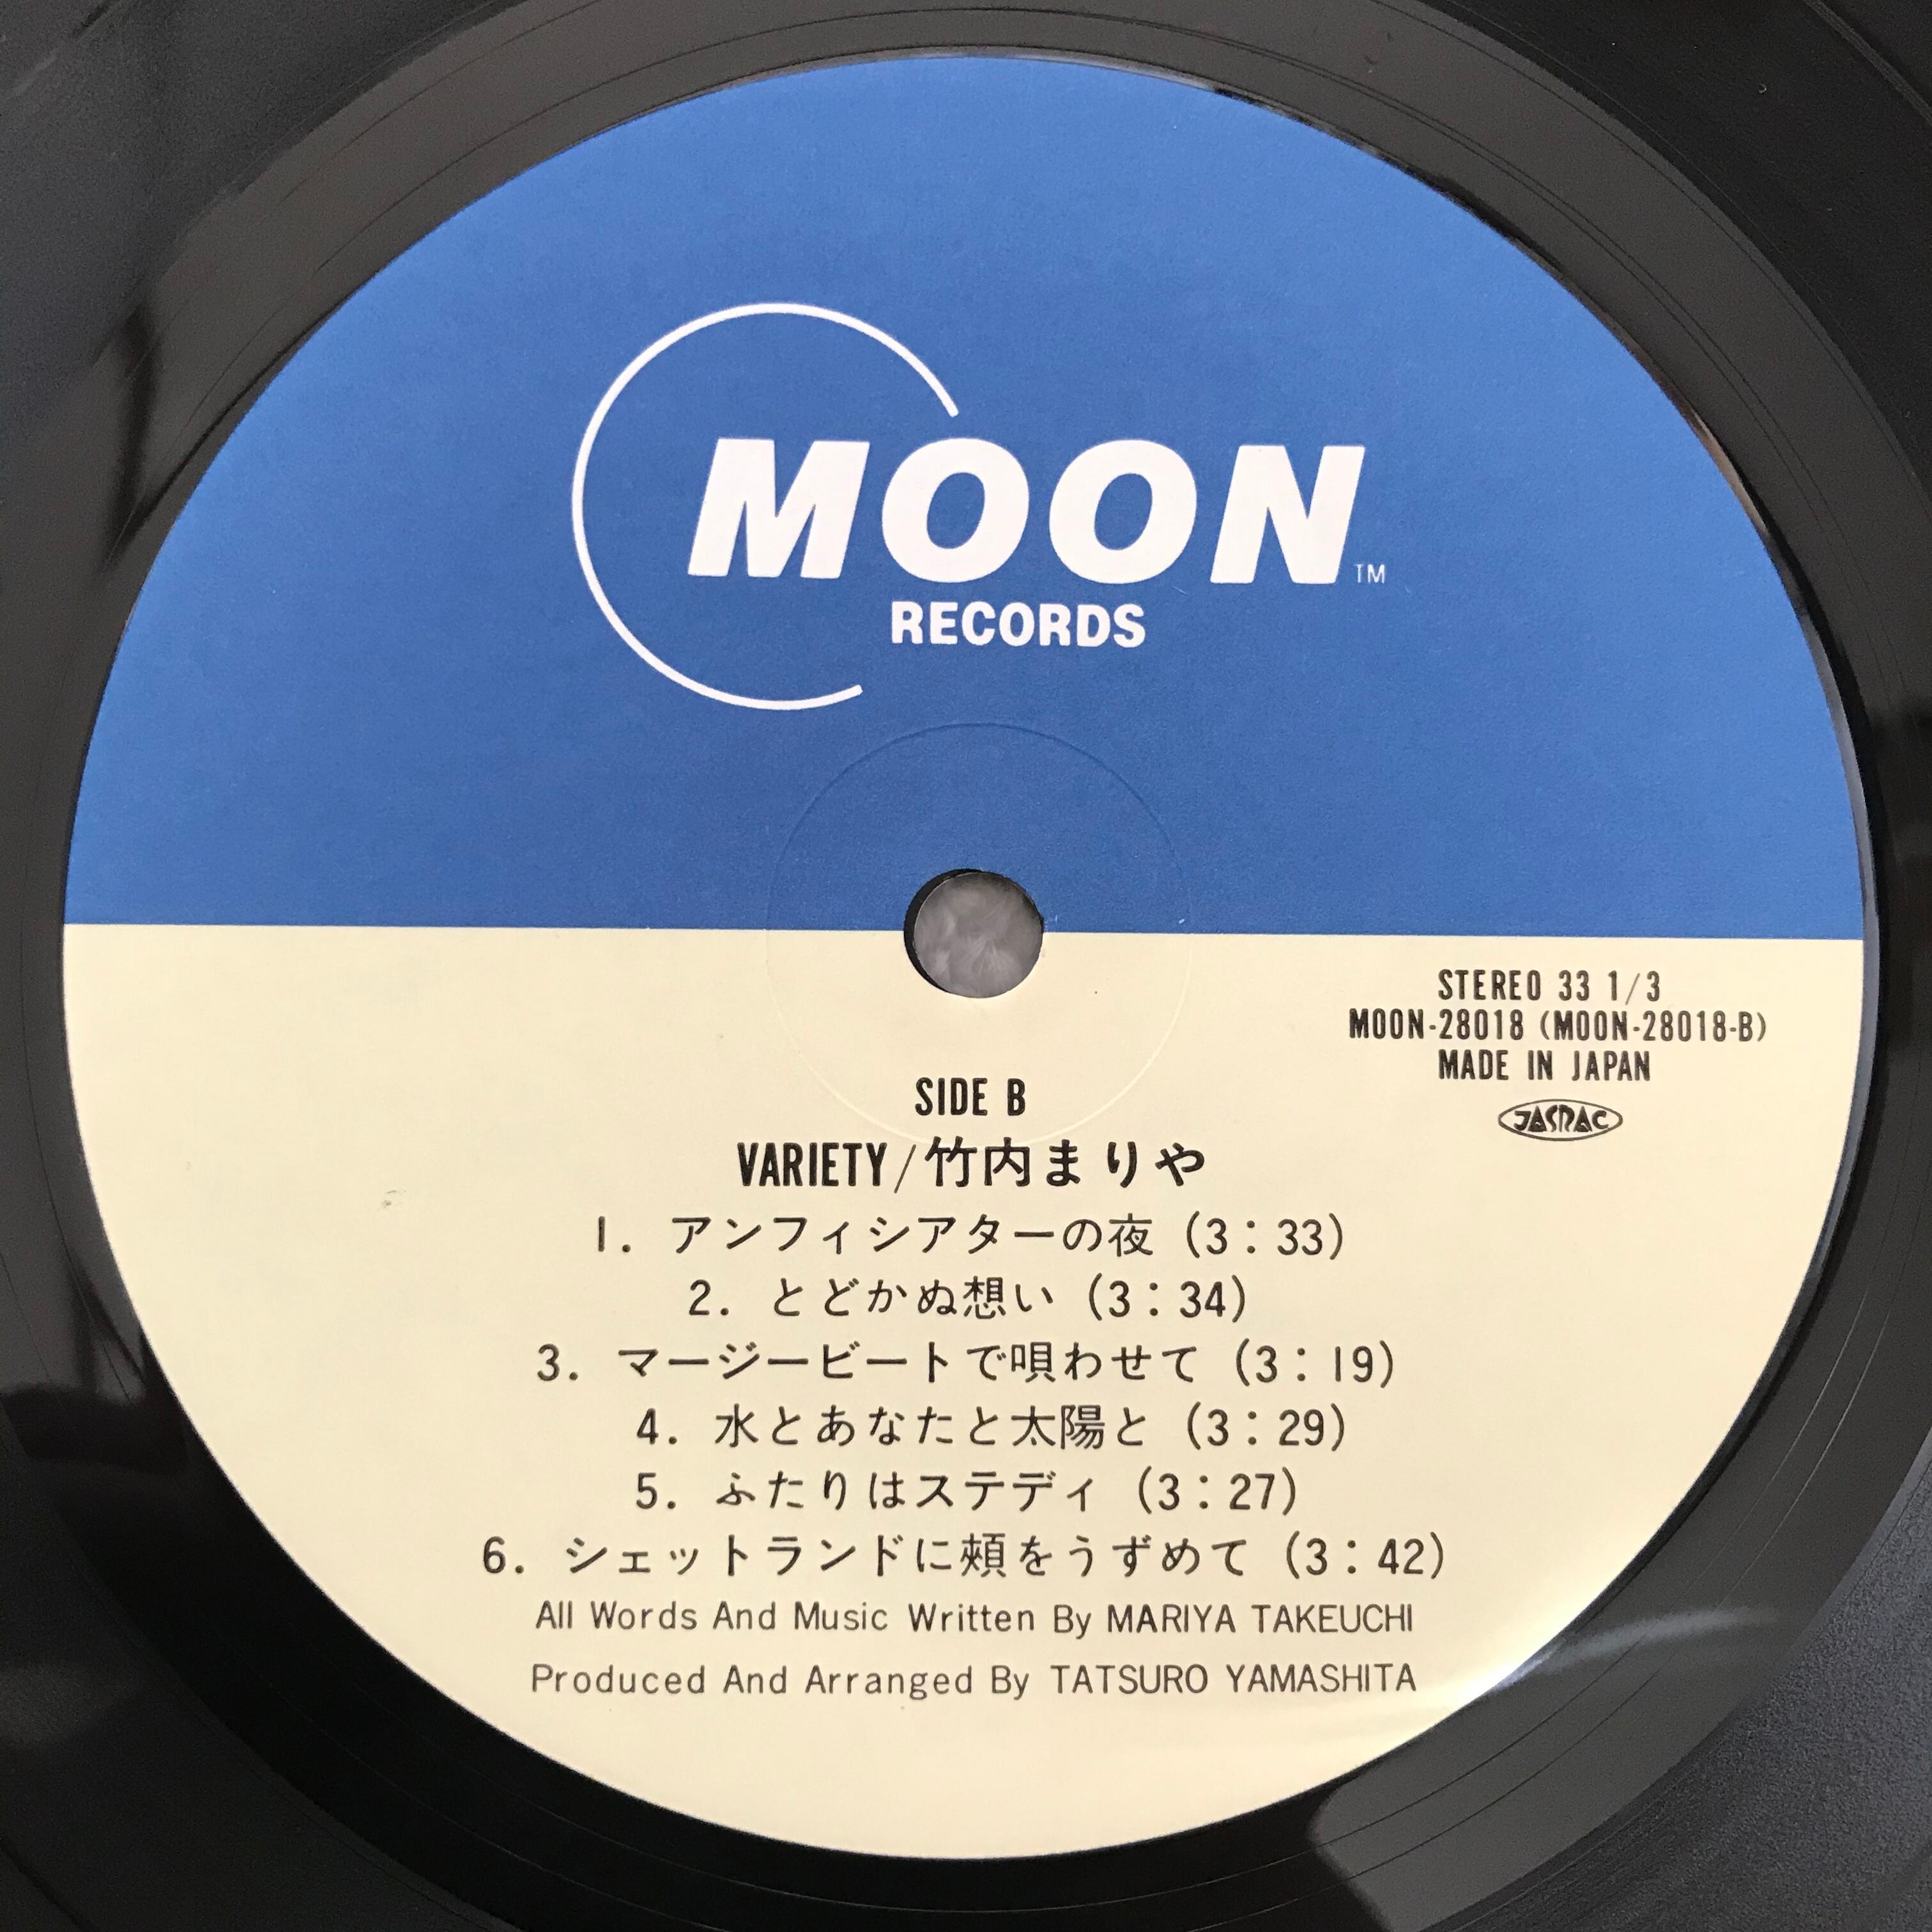 MOON TM
RECORDS
STEREO 33 1/3
MOON-28018 (MOON-28018-B)
MADE IN JAPAN
JASRAC
SIDE B
VARIETY/竹内まりや
1. アンフィシアターの夜 (3:33)
2. とどかぬ想い (3:34)
3. マージービートで唄わせて (3:19)
4. 水とあなたと太陽と (3:29)
5. ふたりはステディ (3:27)
6. シェットランドに頰をうずめて (3:42)
All Words And Music Written By MARIYA TAKEUCHI
Produced And Arranged By TATSURO YAMASHITA